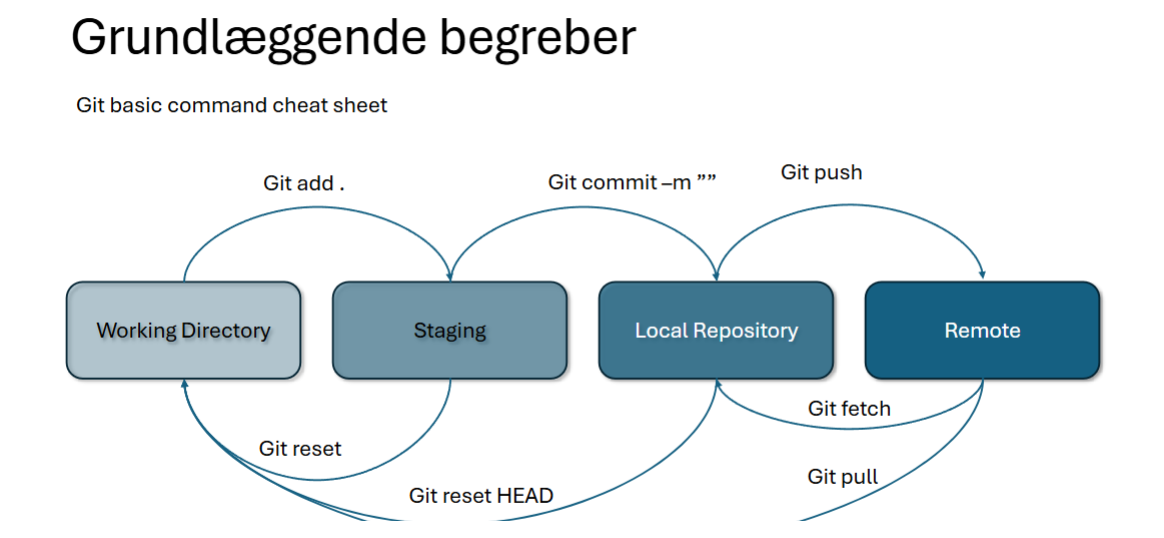 Grundlæggende begreber
Git basic command cheat sheet
Git add .
Git commit –m ””
Git push
Working Directory
Staging
Local Repository
Remote
Git fetch
Git reset
Git pull
Git reset HEAD